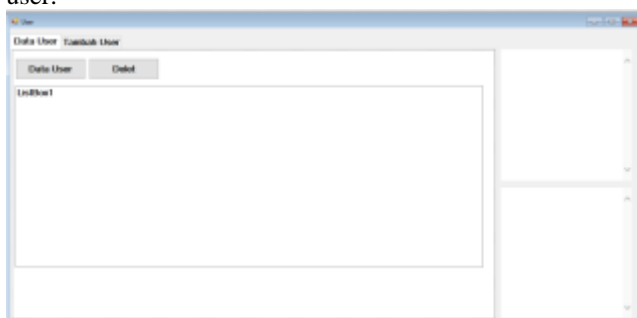 user.
User
Data User Tambah User
Data User Delet
ListBox1